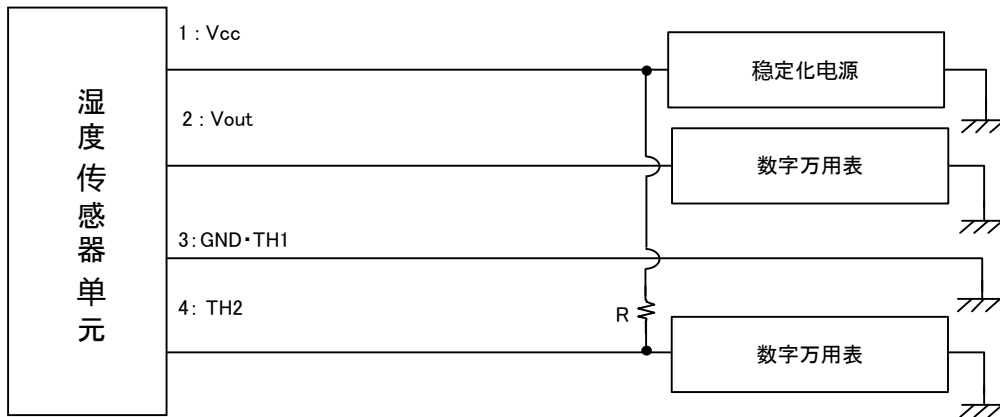 湿度传感器单元
1 : Vcc
2 : Vout
3:GND・TH1
4: TH2
R
稳定化电源
数字万用表
数字万用表